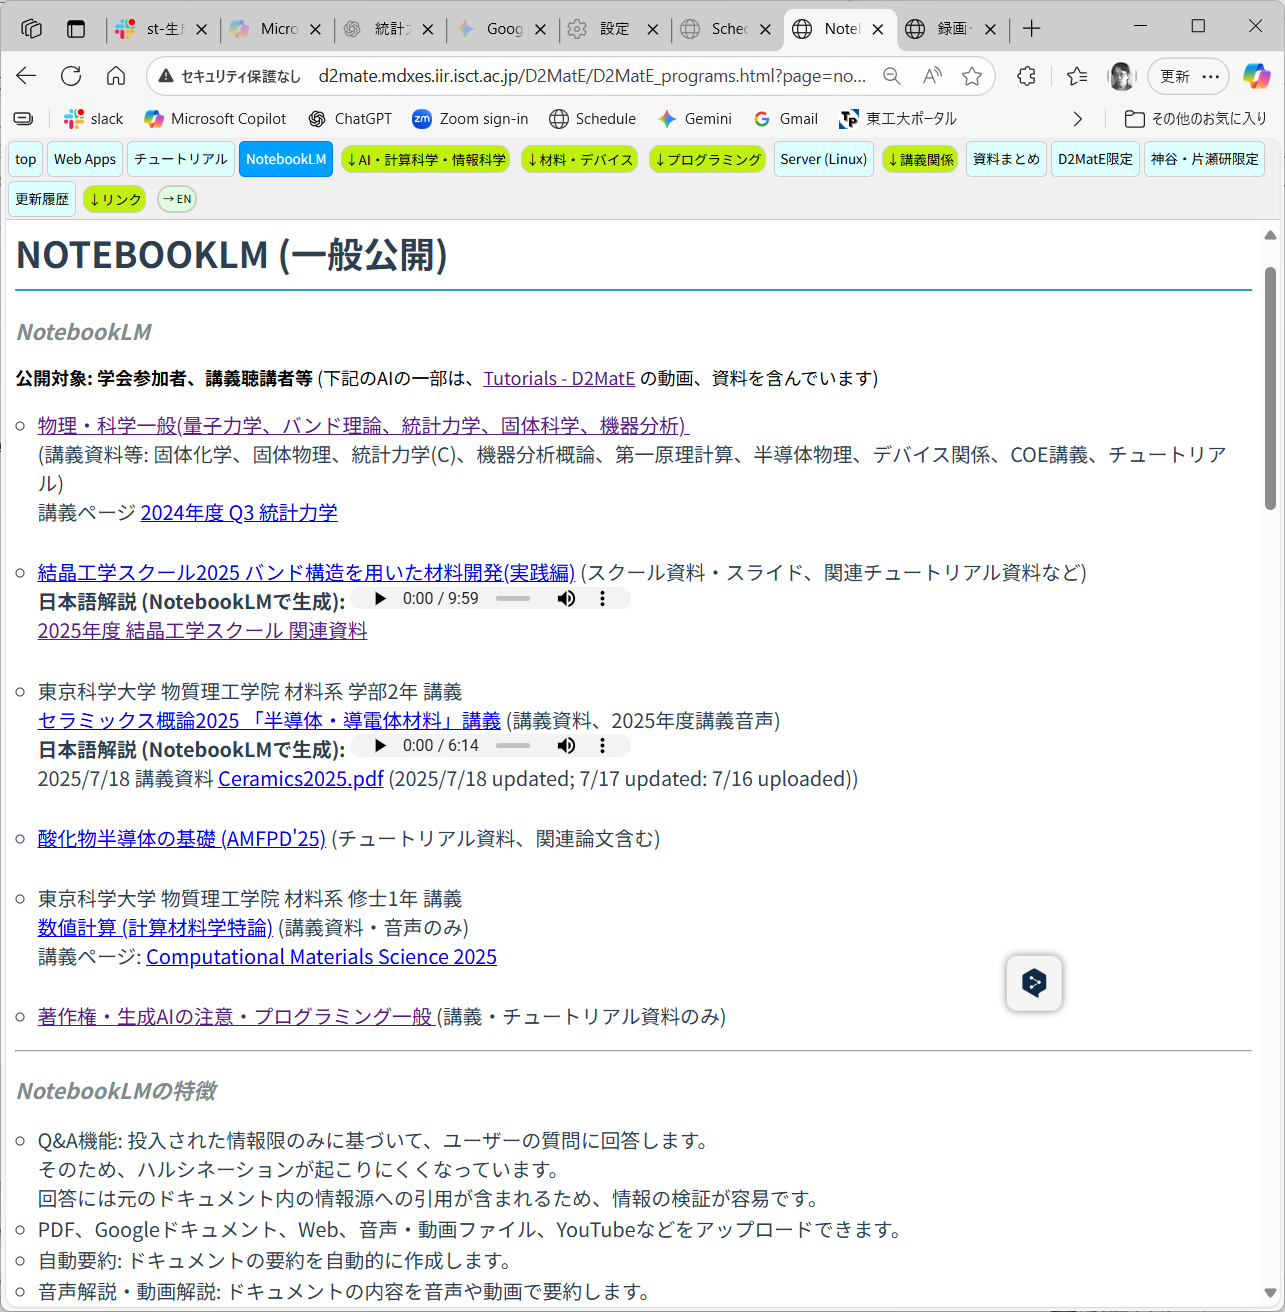 st-生
Micro
統計
Goog
設定
Sche
Notel
録画
セキュリティ保護なし d2mate.mdxes.iir.isct.ac.jp/D2MatE/D2MatE_programs.html?page=no...
更新
slack
Microsoft Copilot
ChatGPT
zm Zoom sign-in
Schedule
Gemini
Gmail
東工大ポータル
その他のお気に入り
top
Web Apps
チュートリアル
NotebookLM
↓AI・計算科学・情報科学
↓材料・デバイス
↓プログラミング
Server (Linux)
↓講義関係
資料まとめ
D2MatE限定
神谷・片瀬研限定
更新履歴
↓リンク
→EN
NOTEBOOKLM (一般公開)
NotebookLM
公開対象: 学会参加者、講義聴講者等 (下記のAIの一部は、Tutorials - D2MatE の動画、資料を含んでいます)
物理・科学一般(量子力学、バンド理論、統計力学、固体科学、機器分析)
(講義資料等: 固体化学、固体物理、統計力学(C)、機器分析概論、第一原理計算、半導体物理、デバイス関係、COE講義、チュートリア
ル)
講義ページ 2024年度 Q3 統計力学
結晶工学スクール2025 バンド構造を用いた材料開発(実践編) (スクール資料・スライド、関連チュートリアル資料など)
日本語解説 (NotebookLMで生成): 0:00 / 9:59
2025年度 結晶工学スクール 関連資料
東京科学大学 物質理工学院 材料系 学部2年 講義
セラミックス概論2025 「半導体・導電体材料」講義 (講義資料、2025年度講義音声)
日本語解説 (NotebookLMで生成): 0:00 / 6:14
2025/7/18 講義資料 Ceramics2025.pdf (2025/7/18 updated; 7/17 updated: 7/16 uploaded))
酸化物半導体の基礎 (AMFPD'25) (チュートリアル資料、関連論文含む)
東京科学大学 物質理工学院 材料系 修士1年 講義
数値計算 (計算材料学特論) (講義資料・音声のみ)
講義ページ: Computational Materials Science 2025
著作権・生成AIの注意・プログラミング一般 (講義・チュートリアル資料のみ)
NotebookLMの特徴
Q&A機能: 投入された情報限のみに基づいて、ユーザーの質問に回答します。
そのため、ハルシネーションが起こりにくくなっています。
回答には元のドキュメント内の情報源への引用が含まれるため、情報の検証が容易です。
PDF、Googleドキュメント、Web、音声・動画ファイル、YouTubeなどをアップロードできます。
自動要約: ドキュメントの要約を自動的に作成します。
音声解説・動画解説: ドキュメントの内容を音声や動画で要約します。